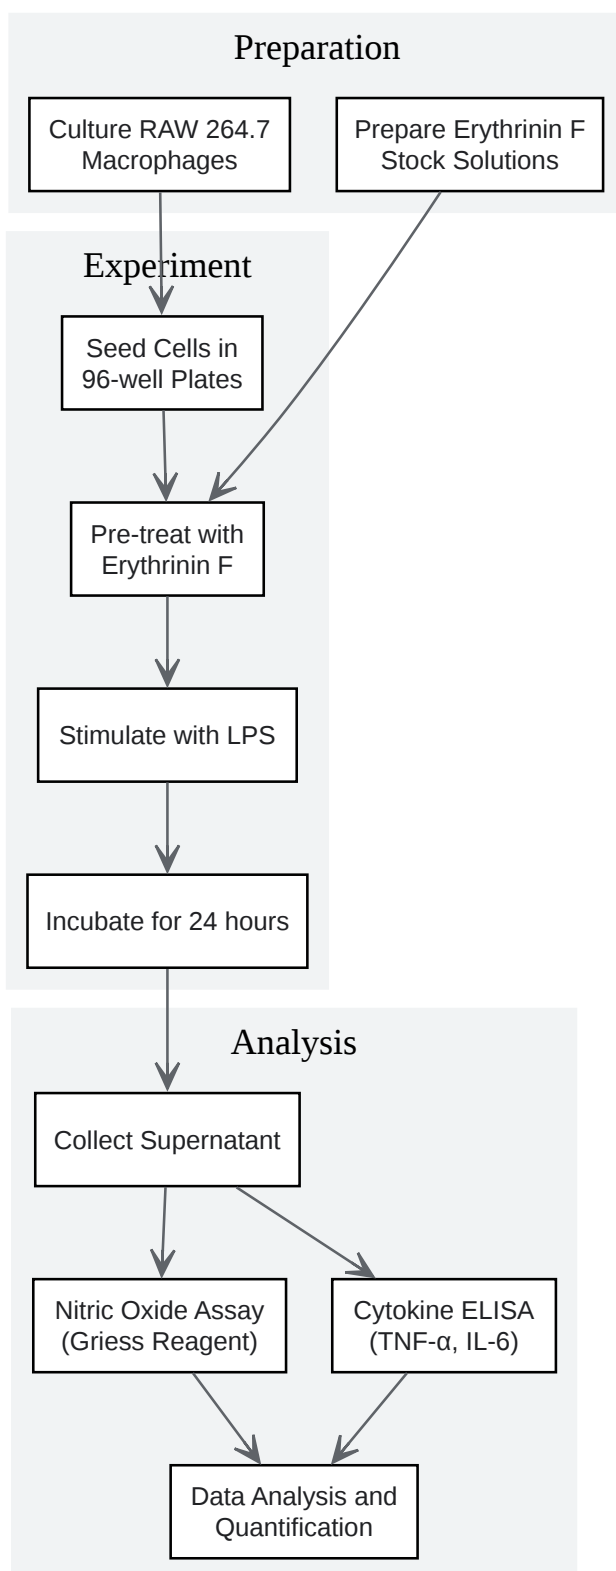 Preparation
Culture RAW 264.7
Macrophages
Prepare Erythrinin F
Stock Solutions
Experiment
Seed Cells in
96-well Plates
Pre-treat with
Erythrinin F
Stimulate with LPS
Incubate for 24 hours
Analysis
Collect Supernatant
Nitric Oxide Assay
(Griess Reagent)
Cytokine ELISA
(TNF-α, IL-6)
Data Analysis and
Quantification